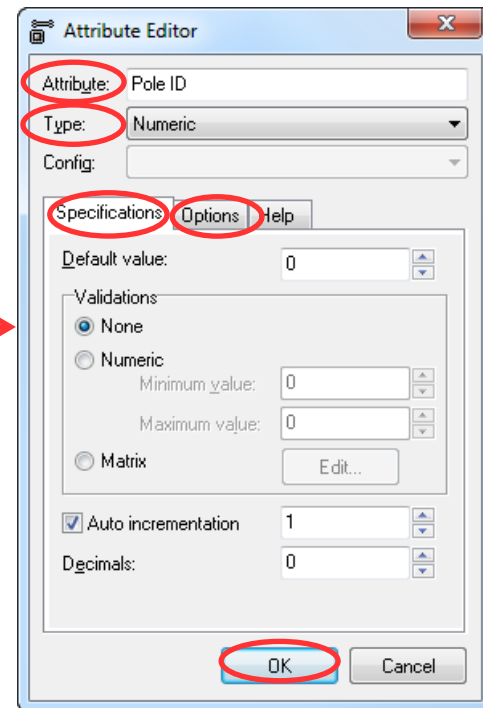 Attribute Editor
Attribute: Pole ID
Type: Numeric
Config:
Specifications Options Help
Default value: 0
Validations
None
Numeric
Minimum value: 0
Maximum value: 0
Matrix Edit...
Auto incrementation 1
Decimals: 0
OK Cancel